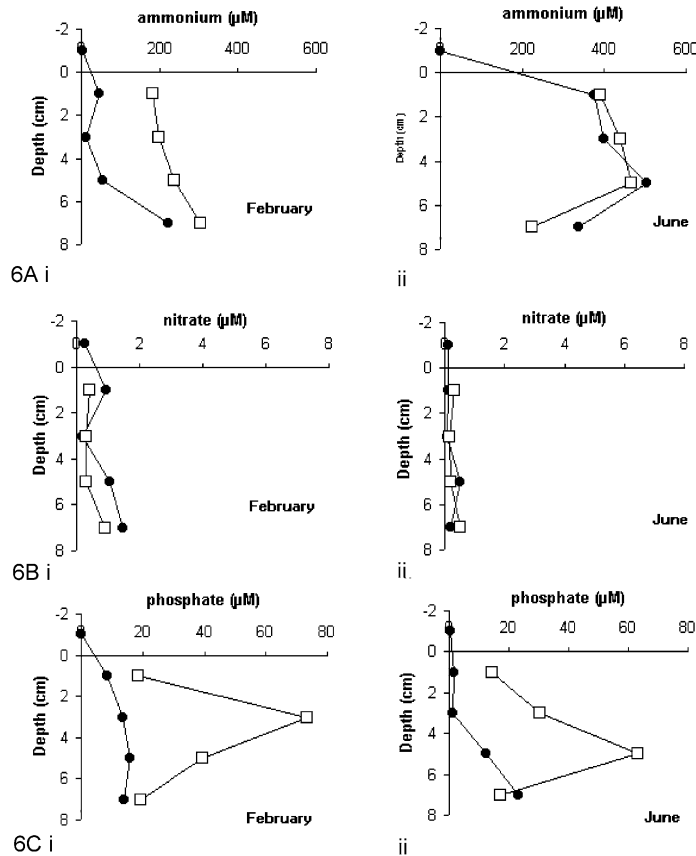 ammonium (µM)
-2
0 200 400 600
0
2
4
6
8
Depth (cm)
February
6A i
ammonium (µM)
-2
0 200 400 600
0
2
4
6
8
Depth (cm)
June
ii
nitrate (µM)
-2
0 2 4 6 8
0
2
4
6
8
Depth (cm)
February
6B i
nitrate (µM)
-2
0 2 4 6 8
0
2
4
6
8
Depth (cm)
June
ii.
phosphate (µM)
-2
0 20 40 60 80
0
2
4
6
8
Depth (cm)
February
6C i
phosphate (µM)
-2
0 20 40 60 80
0
2
4
6
8
Depth (cm)
June
ii